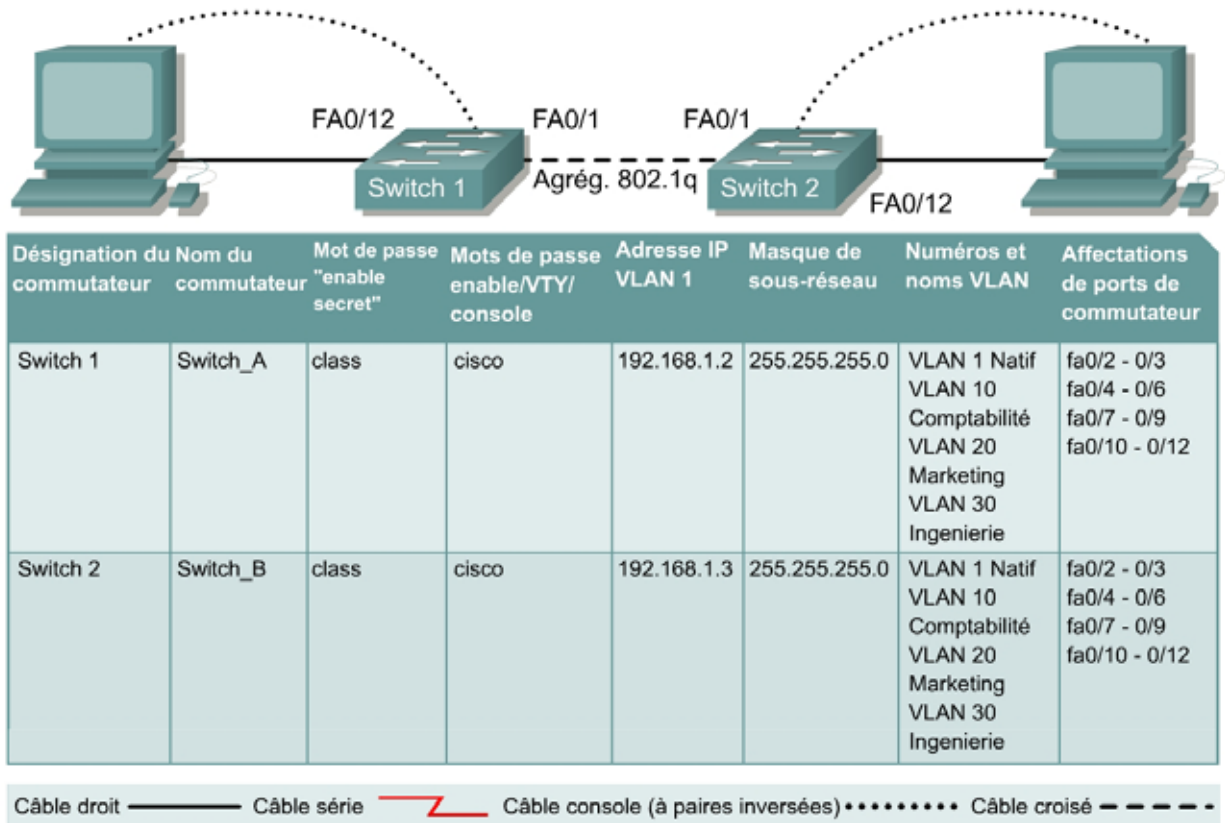 FA0/12
FA0/1
FA0/1
Switch 1
Agrég. 802.1q
Switch 2
FA0/12
Désignation du
commutateur
Nom du
commutateur
Mot de passe
"enable
secret"
Mots de passe
enable/VTY/
console
Adresse IP
VLAN 1
Masque de
sous-réseau
Numéros et
noms VLAN
Affectations
de ports de
commutateur
Switch 1
Switch_A
class
cisco
192.168.1.2
255.255.255.0
VLAN 1 Natif
VLAN 10
Comptabilité
VLAN 20
Marketing
VLAN 30
Ingenierie
fa0/2 - 0/3
fa0/4 - 0/6
fa0/7 - 0/9
fa0/10 - 0/12
Switch 2
Switch_B
class
cisco
192.168.1.3
255.255.255.0
VLAN 1 Natif
VLAN 10
Comptabilité
VLAN 20
Marketing
VLAN 30
Ingenierie
fa0/2 - 0/3
fa0/4 - 0/6
fa0/7 - 0/9
fa0/10 - 0/12
Câble droit
Câble série
Câble console (à paires inversées)
Câble croisé